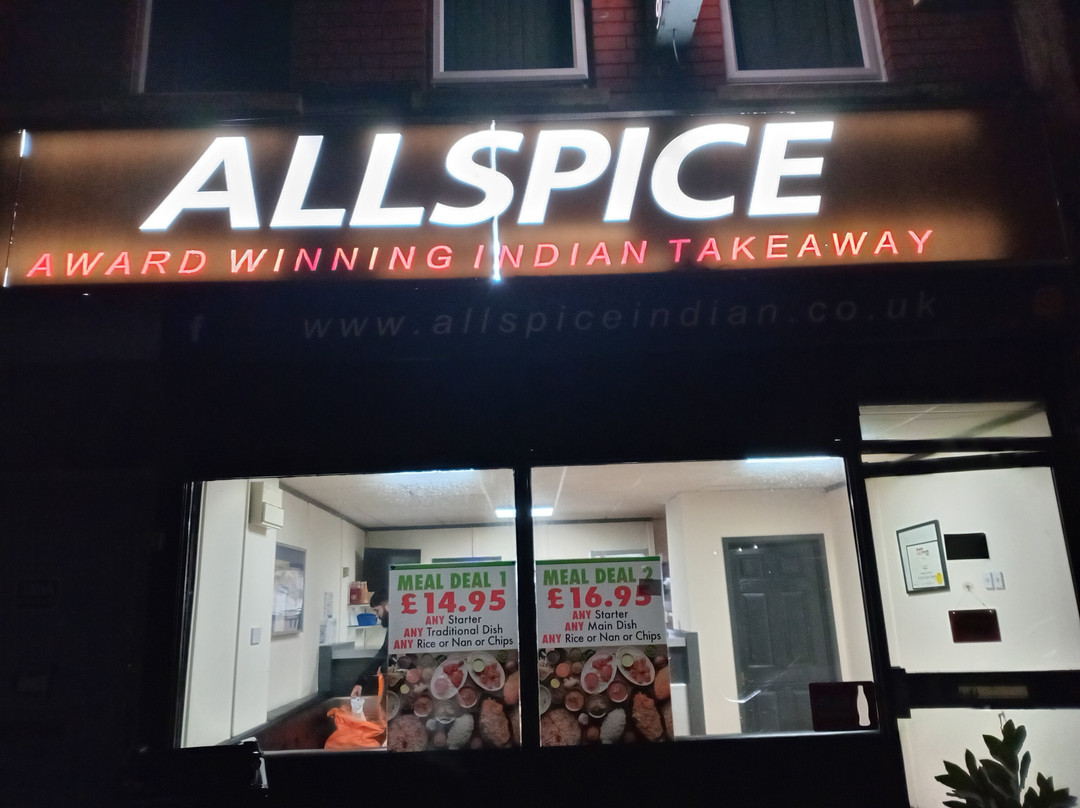 ALLSPICE
AWARD WINNING INDIAN TAKEAWAY
f www.allspiceindian.co.uk
MEAL DEAL 1
£14.95
ANY Starter
ANY Traditional Dish
ANY Rice or Nan or Chips
MEAL DEAL 2
£16.95
ANY Starter
ANY Main Dish
ANY Rice or Nan or Chips